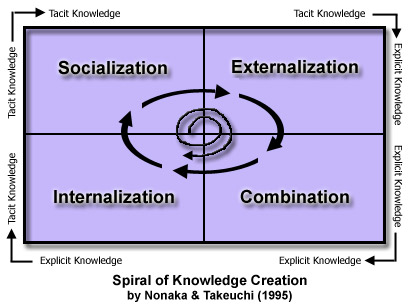 Tacit Knowledge
Tacit Knowledge
Tacit Knowledge
Explicit Knowledge
Socialization
Externalization
Tacit Knowledge
Explicit Knowledge
Internalization
Combination
Explicit Knowledge
Explicit Knowledge
Spiral of Knowledge Creation
by Nonaka & Takeuchi (1995)